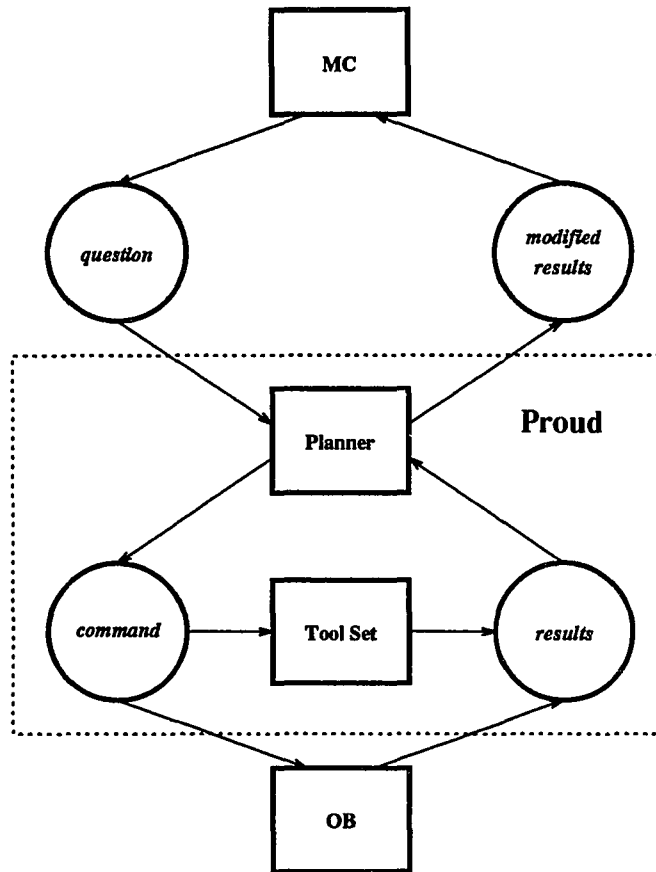 MC
question
modified
results
Planner
Proud
command
Tool Set
results
OB